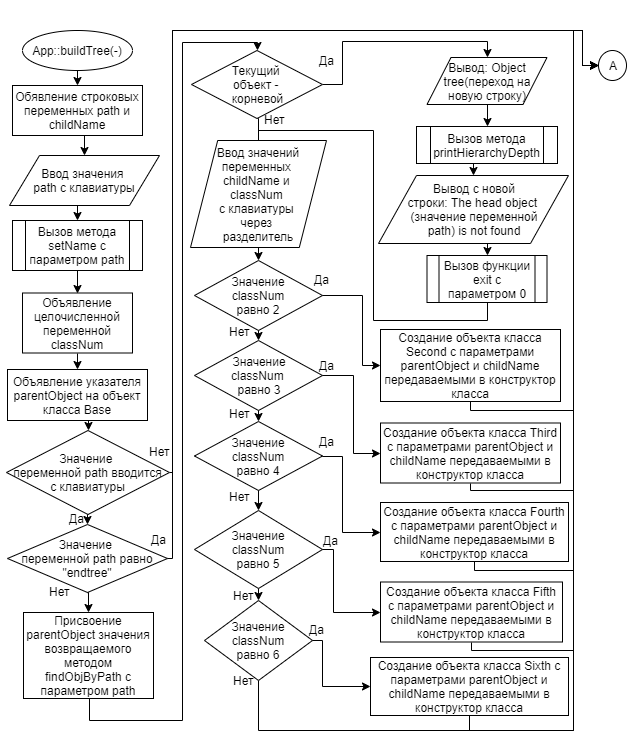 App::buildTree(-)
Обявление строковых
переменных path и
childName
Ввод значения
path с клавиатуры
Вызов метода
setName с
параметром path
Объявление
целочисленной
переменной
classNum
Объявление указателя
parentObject на объект
класса Base
Значение
переменной path вводится
с клавиатуры
Нет
Да
Значение
переменной path равно
"endtree"
Да
Нет
Присвоение
parentObject значения
возвращаемого
методом
findObjByPath с
параметром path
Текущий
объект -
корневой
Да
Нет
Ввод значений
переменных
childName и
classNum
с клавиатуры
через
разделитель
Значение
classNum
равно 2
Да
Нет
Значение
classNum
равно 3
Да
Нет
Значение
classNum
равно 4
Да
Нет
Значение
classNum
равно 5
Да
Нет
Значение
classNum
равно 6
Да
Нет
Вывод: Object
tree(переход на
новую строку)
Вызов метода
printHierarchyDepth
Вывод с новой
строки: The head object
(значение переменной
path) is not found
Вызов функции
exit с
параметром 0
Создание объекта класса
Second с параметрами
parentObject и childName
передаваемыми в конструктор
класса
Создание объекта класса Third
с параметрами parentObject и
childName передаваемыми в
конструктор класса
Создание объекта класса Fourth
с параметрами parentObject и
childName передаваемыми в
конструктор класса
Создание объекта класса Fifth
с параметрами parentObject и
childName передаваемыми в
конструктор класса
Создание объекта класса Sixth с
параметрами parentObject и
childName передаваемыми в
конструктор класса
A